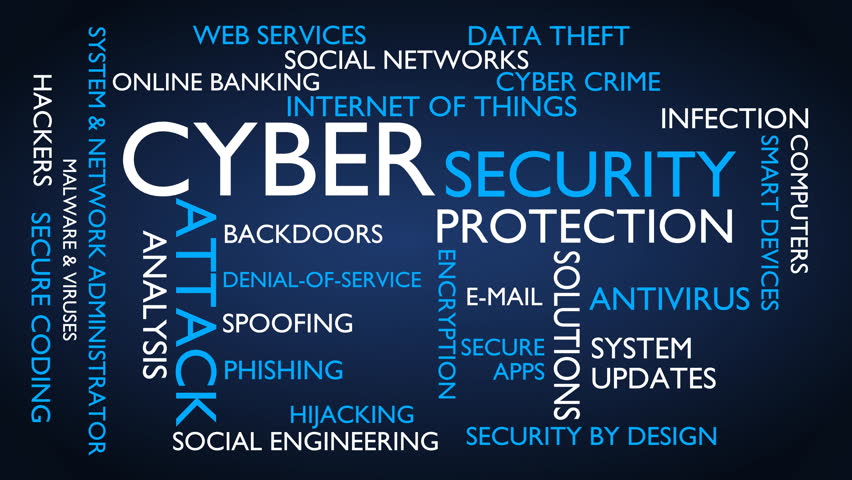 WEB SERVICES
DATA THEFT
SOCIAL NETWORKS
ONLINE BANKING
CYBER CRIME
INTERNET OF THINGS
INFECTION
CYBER
SECURITY
PROTECTION
HACKERS
MALWARE & VIRUSES
SECURE CODING
SYSTEM & NETWORK ADMINISTRATOR
ANALYSIS
ATTACK
BACKDOORS
DENIAL-OF-SERVICE
SPOOFING
PHISHING
HIJACKING
SOCIAL ENGINEERING
ENCRYPTION
E-MAIL
SECURE
APPS
SOLUTIONS
ANTIVIRUS
SYSTEM
UPDATES
SECURITY BY DESIGN
SMART DEVICES
COMPUTERS